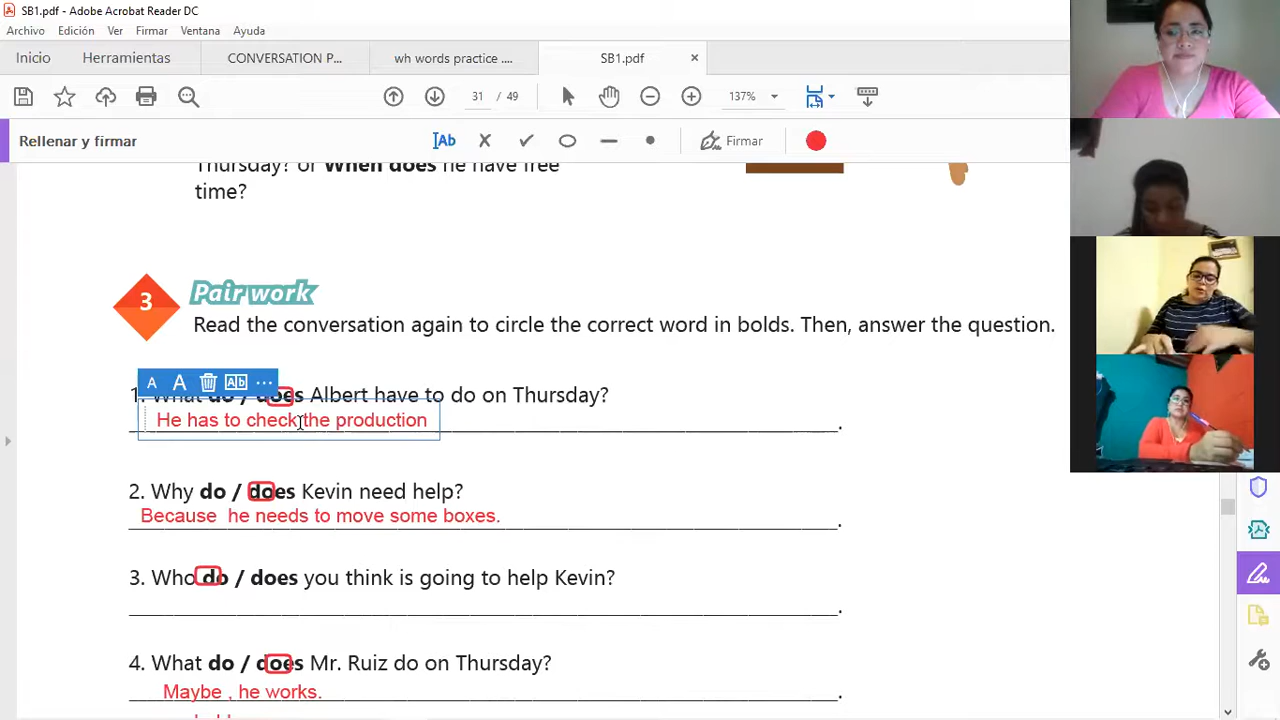 SB1.pdf - Adobe Acrobat Reader DC
Archivo Edición Ver Firmar Ventana Ayuda
Inicio Herramientas CONVERSATION P... wh words practice .... SB1.pdf ×
31 / 49 137%
Rellenar y firmar Ab Firmar
Thursday? or When does he have free
time?
3 Pair work
Read the conversation again to circle the correct word in bolds. Then, answer the question.
A A Ab ...
1. What do / does Albert have to do on Thursday?
He has to check the production
2. Why do / does Kevin need help?
Because he needs to move some boxes.
3. Who do / does you think is going to help Kevin?
4. What do / does Mr. Ruiz do on Thursday?
Maybe , he works.